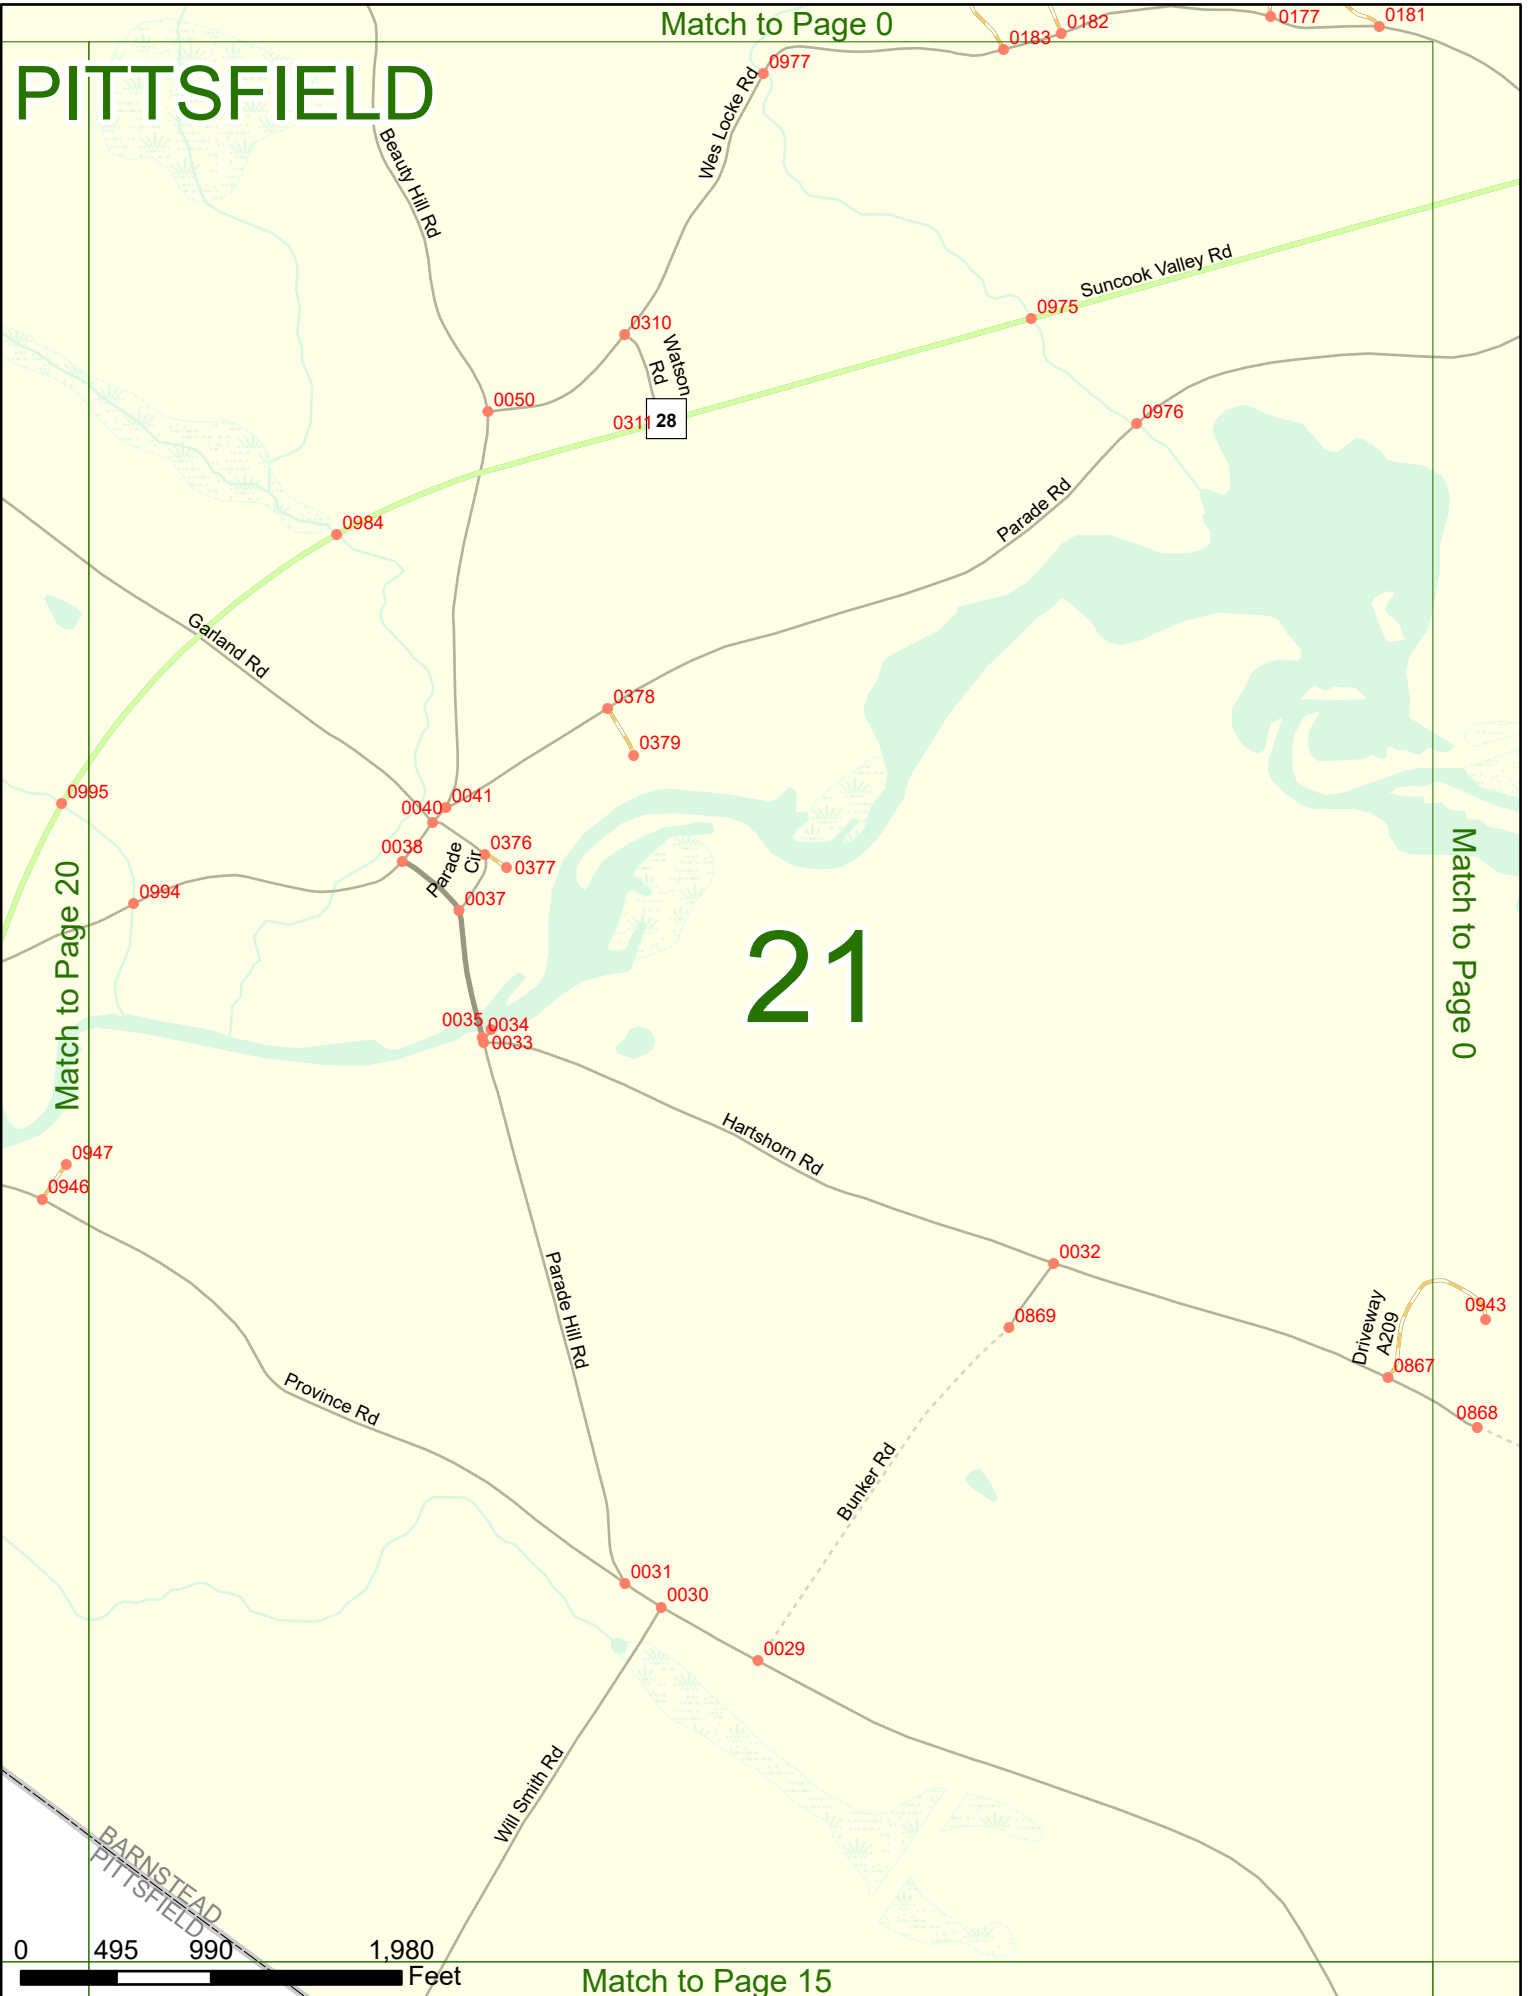 Match to Page 0
0182
0177
0181
0183
PITTSFIELD
0977
Wes Locke Rd
Beauty Hill Rd
Suncook Valley Rd
0975
0310
Watson
Rd
0050
0311
28
0976
Parade Rd
0984
Garland Rd
0378
0379
0995
0041
0040
0376
0038
Parade
Cir
0377
0994
0037
Match to Page 20
21
Match to Page 0
0035
0034
0033
Hartshorn Rd
0947
0946
0032
Parade Hill Rd
0869
Driveway
A209
0943
0867
Province Rd
0868
Bunker Rd
0031
0030
0029
Will Smith Rd
BARNSTEAD
PITTSFIELD
0 495 990 1,980
Feet
Match to Page 15